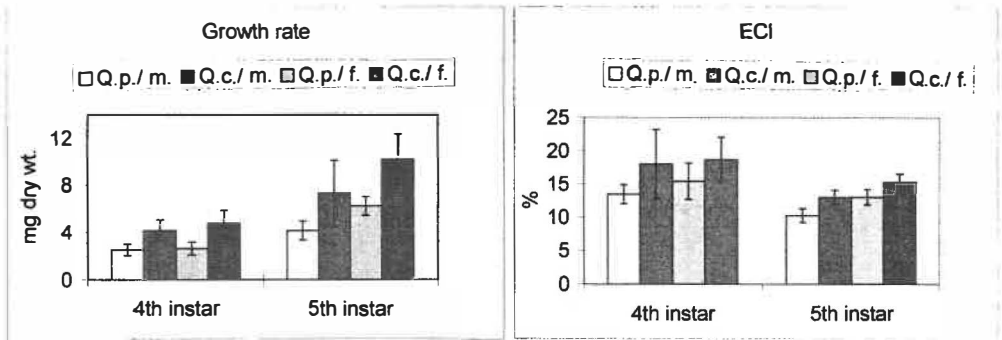 Growth rate
Q.p./ m. Q.c./ m. Q.p./ f. Q.c./ f.
mg dry wt.
12
8
4
0
4th instar 5th instar
ECI
Q.p./ m. Q.c./ m. Q.p./ f. Q.c./f.
%
25
20
15
10
5
0
4th instar 5th instar